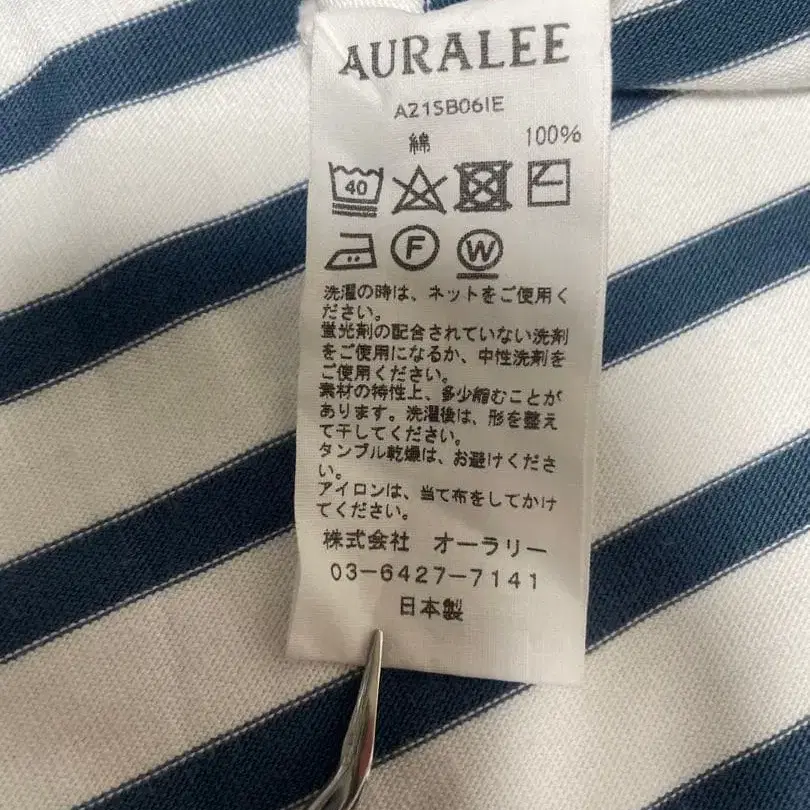 AURALEE
A21SB06IE
綿 100%
40
F W
洗濯の時は、ネットをご使用く
ださい。
蛍光剤の配合されていない洗剤
をご使用になるか、中性洗剤を
ご使用ください。
素材の特性上、多少縮むことが
あります。洗濯後は、形を整え
て干してください。
タンブル乾燥は、お避けくださ
い。
アイロンは、当て布をしてかけ
てください。
株式会社 オーラリー
03-6427-7141
日本製